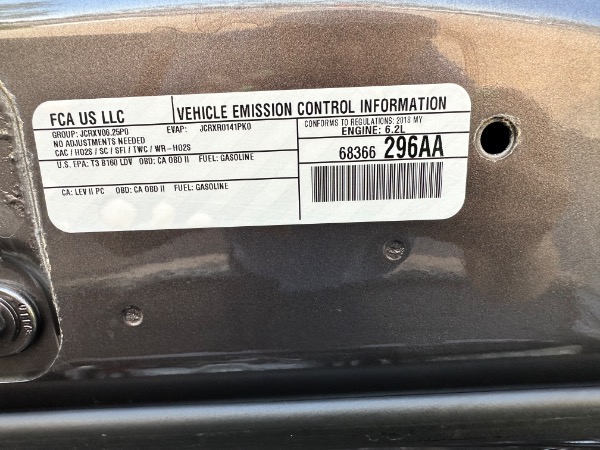 FCA US LLC
VEHICLE EMISSION CONTROL INFORMATION
GROUP: JCRXV06.25P0 EVAP: JCRXR0141PK0
NO ADJUSTMENTS NEEDED
CAC / HO2S / SC / SFI / TWC / WR-HO2S
U.S. EPA: T3 B160 LDV OBD: CA OBD II FUEL: GASOLINE
CA: LEV II PC OBD: CA OBD II FUEL: GASOLINE
CONFORMS TO REGULATIONS: 2018 MY
ENGINE: 6.2L
68366 296AA